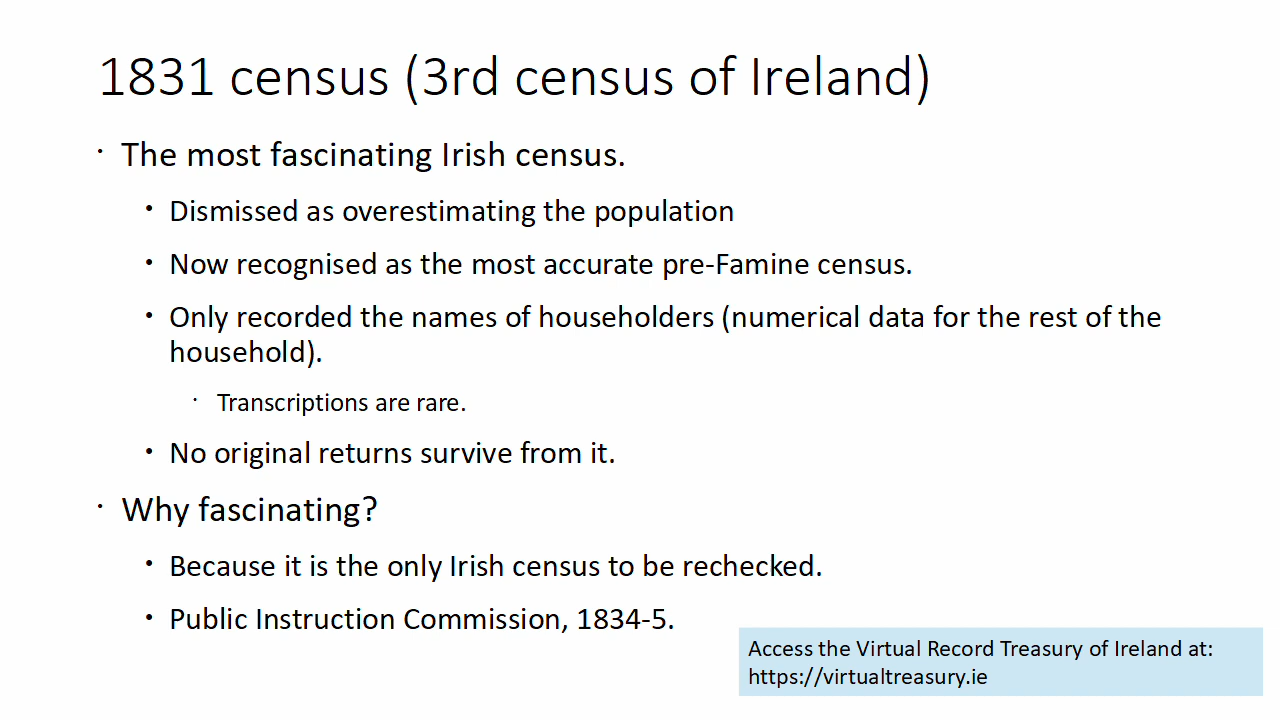 1831 census (3rd census of Ireland)
• The most fascinating Irish census.
• Dismissed as overestimating the population
• Now recognised as the most accurate pre-Famine census.
• Only recorded the names of householders (numerical data for the rest of the
household).
• Transcriptions are rare.
• No original returns survive from it.
• Why fascinating?
• Because it is the only Irish census to be rechecked.
• Public Instruction Commission, 1834-5.
Access the Virtual Record Treasury of Ireland at:
https://virtualtreasury.ie